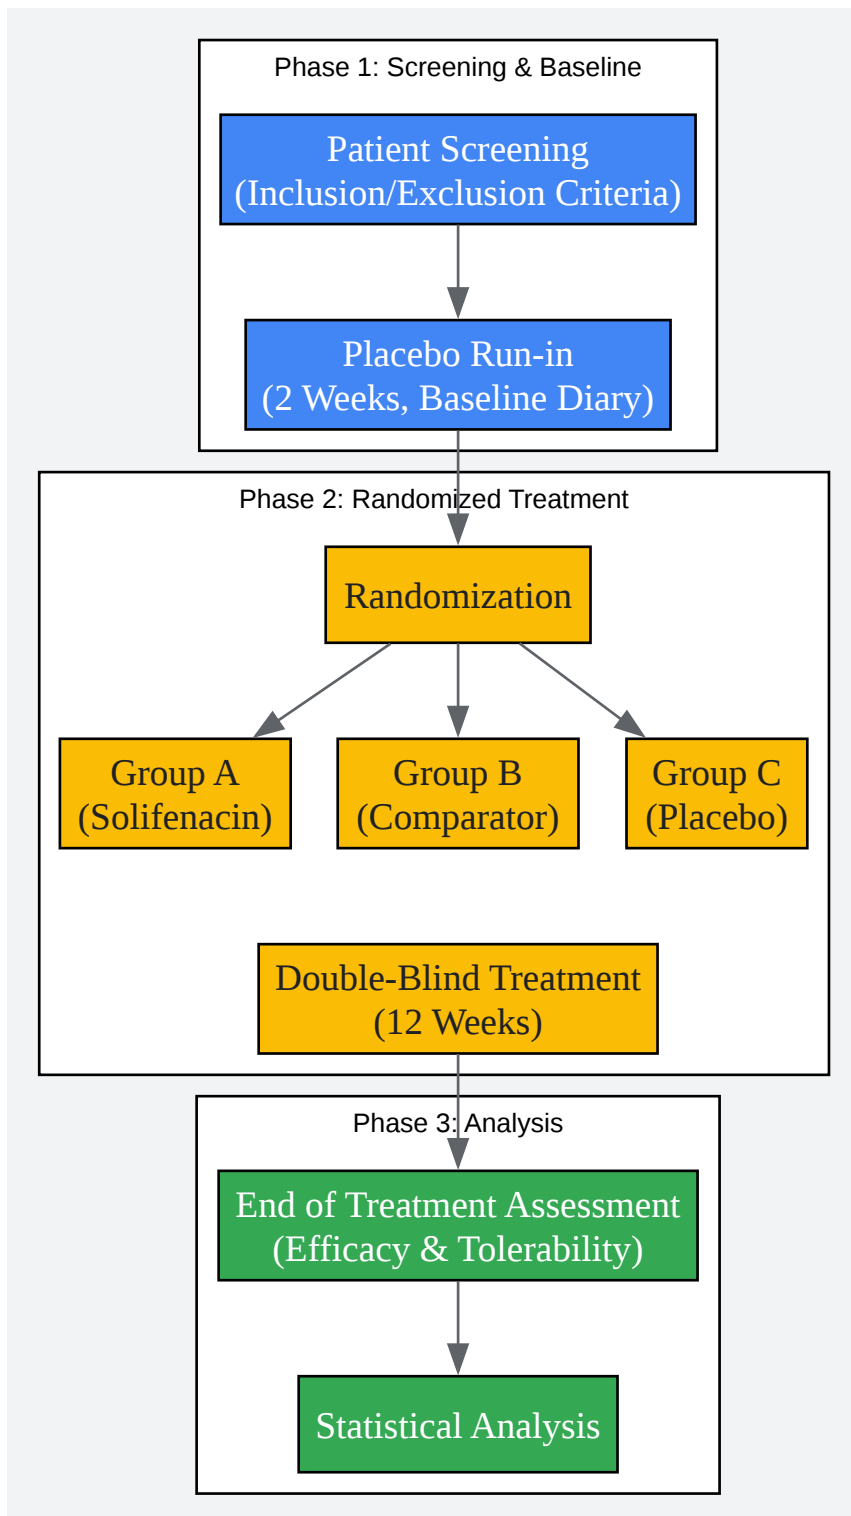 Phase 1: Screening & Baseline
Patient Screening
(Inclusion/Exclusion Criteria)
Placebo Run-in
(2 Weeks, Baseline Diary)
Phase 2: Randomized Treatment
Randomization
Group A
(Solifenacin)
Group B
(Comparator)
Group C
(Placebo)
Double-Blind Treatment
(12 Weeks)
Phase 3: Analysis
End of Treatment Assessment
(Efficacy & Tolerability)
Statistical Analysis